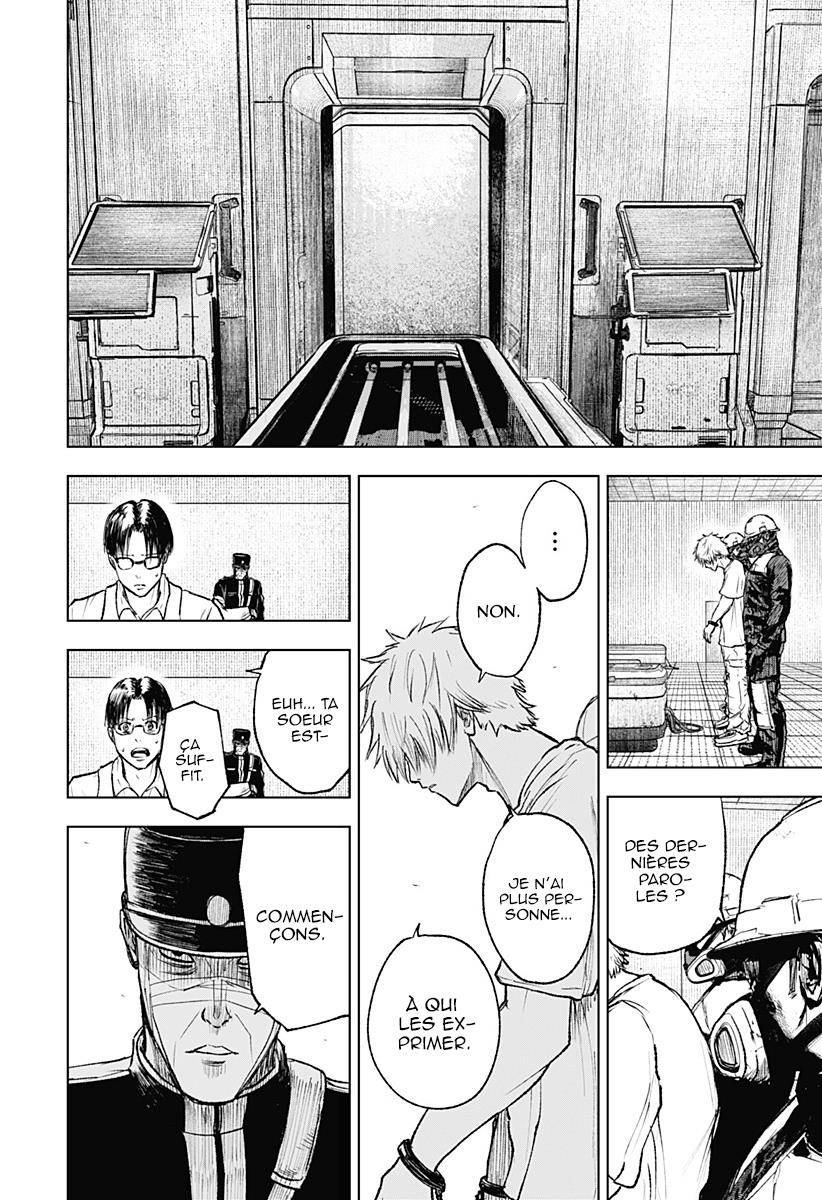 DES DER-
NIÈRES
PARO-
LES ?
...
NON.
JE N'AI
PLUS PER-
SONNE...
À QUI
LES EX-
PRIMER.
EUH... TA
SOEUR
EST-
ÇA
SUF-
FIT.
COMMEN-
ÇONS.